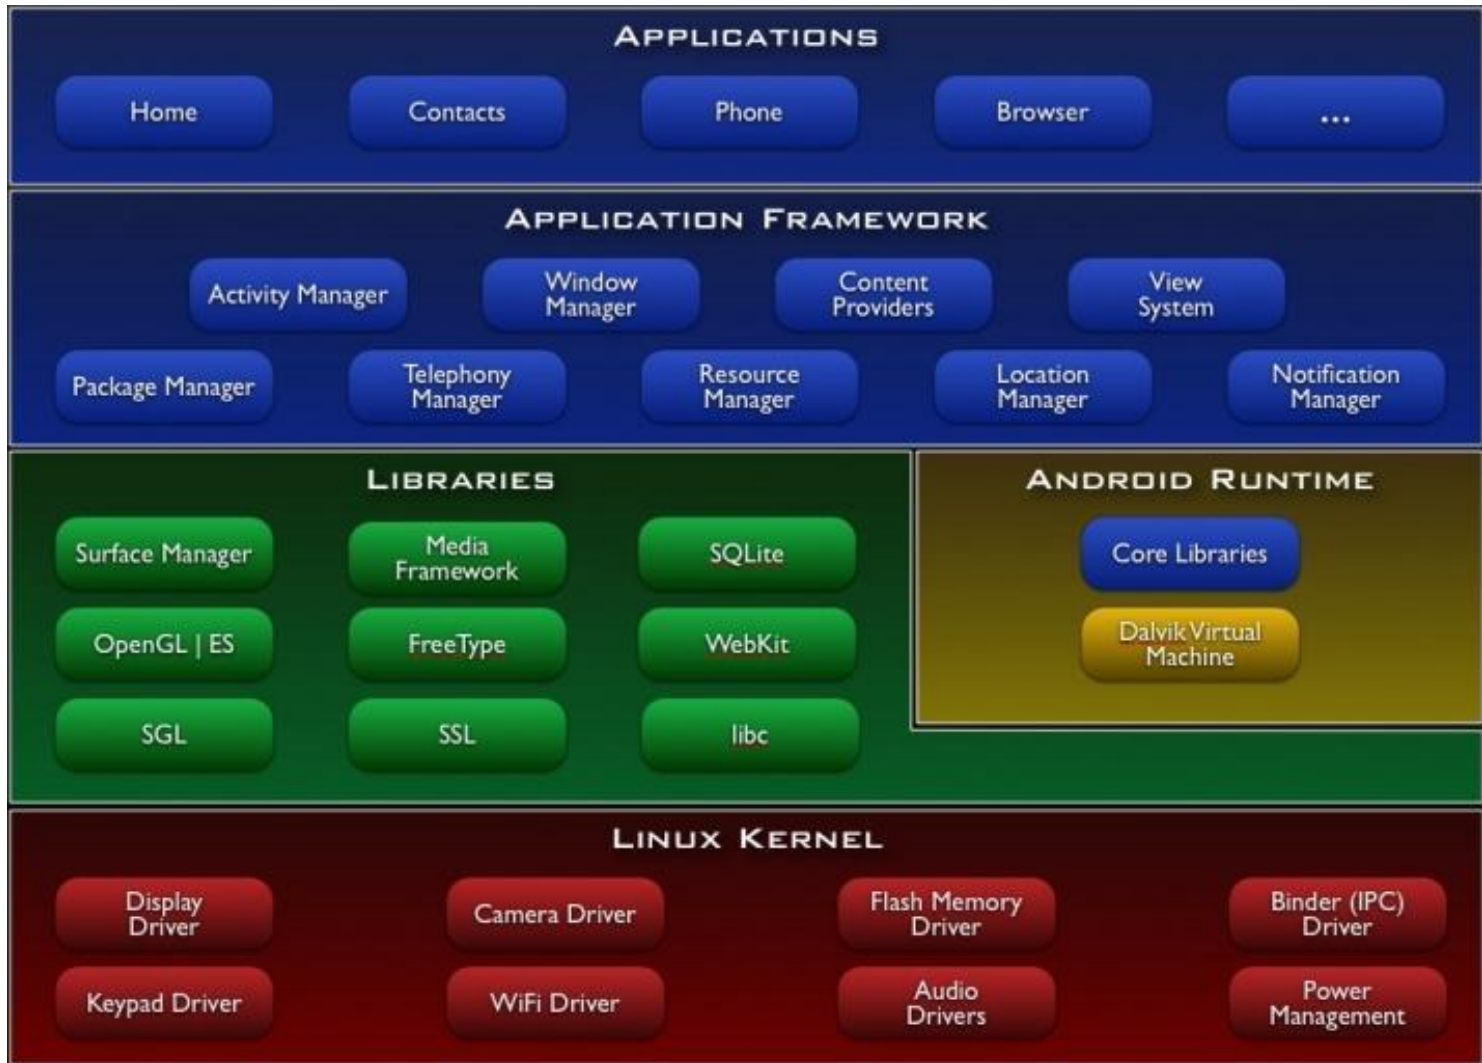 APPLICATIONS
Home
Contacts
Phone
Browser
...
APPLICATION FRAMEWORK
Activity Manager
Window
Manager
Content
Providers
View
System
Package Manager
Telephony
Manager
Resource
Manager
Location
Manager
Notification
Manager
LIBRARIES
Surface Manager
Media
Framework
SQLite
OpenGL | ES
FreeType
WebKit
SGL
SSL
libc
ANDROID RUNTIME
Core Libraries
Dalvik Virtual
Machine
LINUX KERNEL
Display
Driver
Camera Driver
Flash Memory
Driver
Binder (IPC)
Driver
Keypad Driver
WiFi Driver
Audio
Drivers
Power
Management